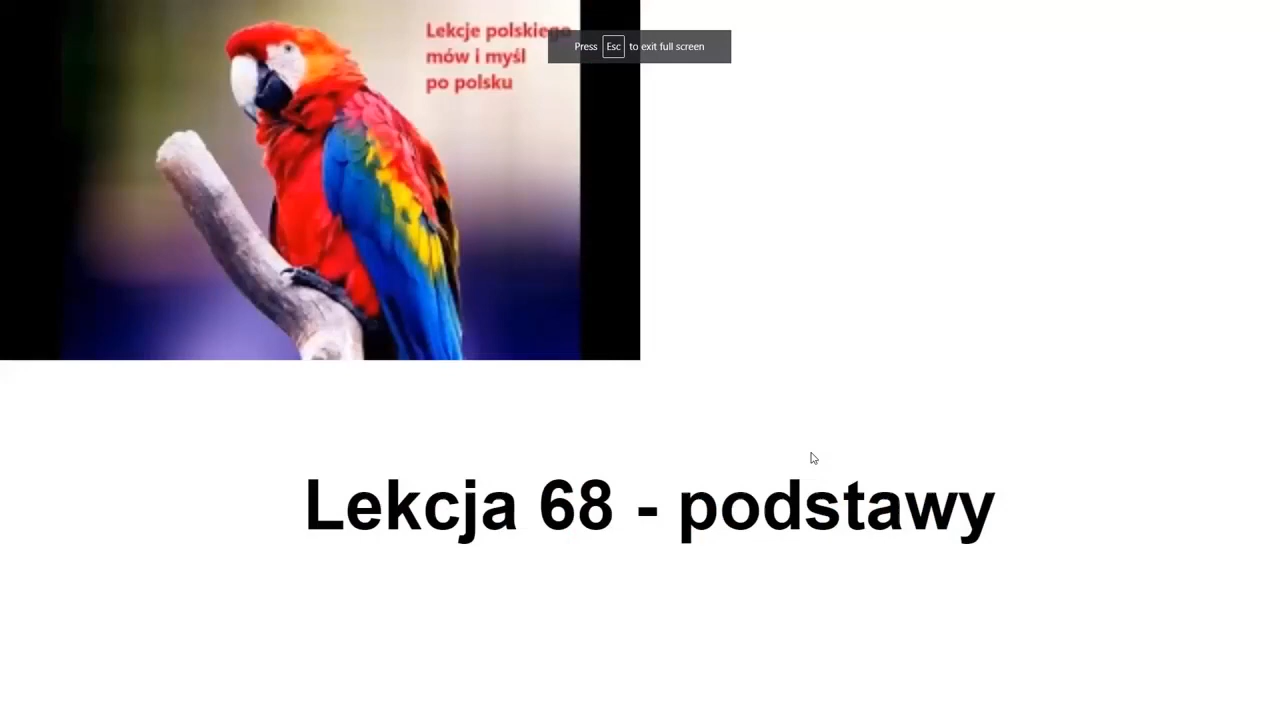 Lekcje polskiego
mów i myśl
po polsku
Press Esc to exit full screen
Lekcja 68 - podstawy